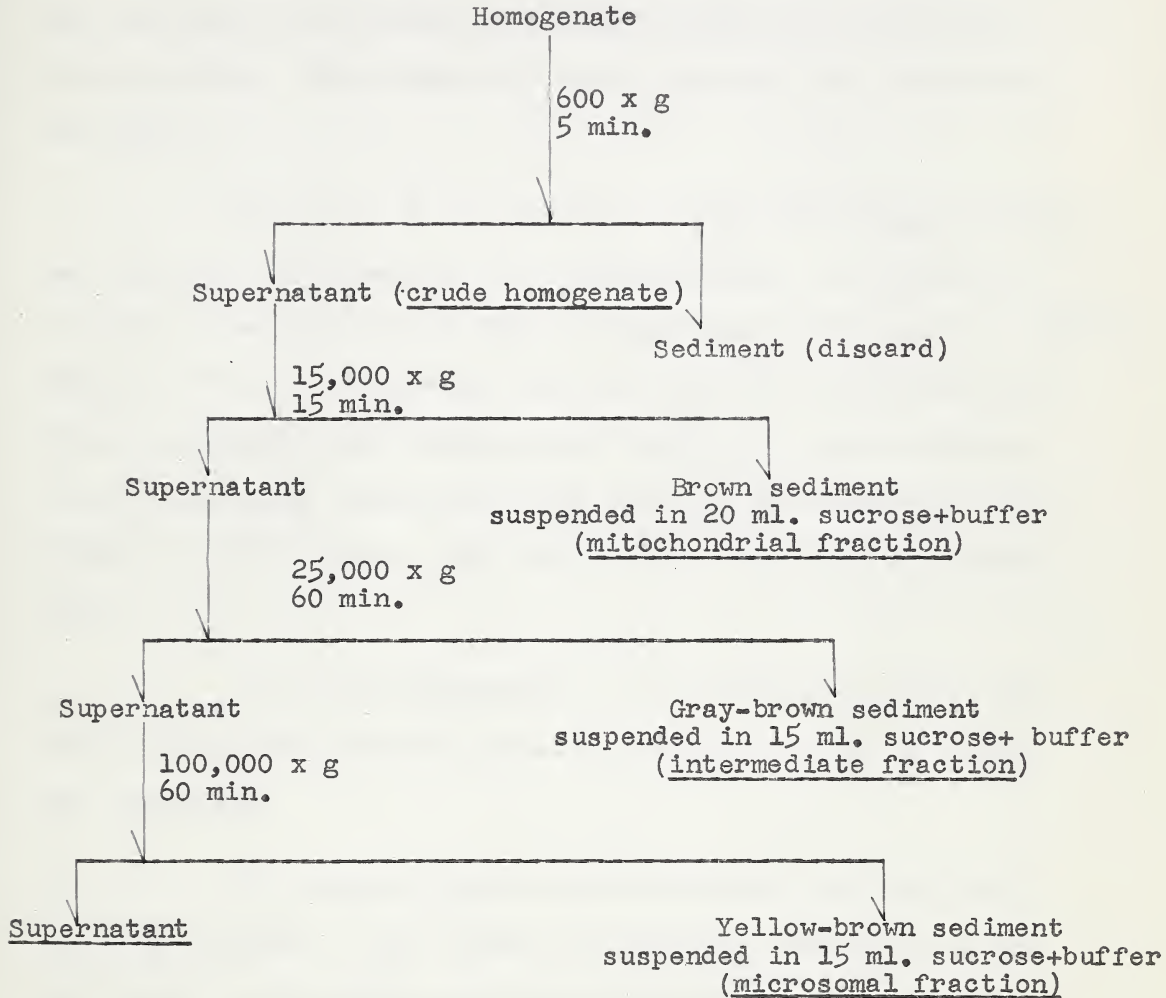 Homogenate
600 x g
5 min.
Supernatant (crude homogenate)
Sediment (discard)
15,000 x g
15 min.
Supernatant
Brown sediment
suspended in 20 ml. sucrose+buffer
(mitochondrial fraction)
25,000 x g
60 min.
Supernatant
Gray-brown sediment
suspended in 15 ml. sucrose+ buffer
(intermediate fraction)
100,000 x g
60 min.
Supernatant
Yellow-brown sediment
suspended in 15 ml. sucrose+buffer
(microsomal fraction)